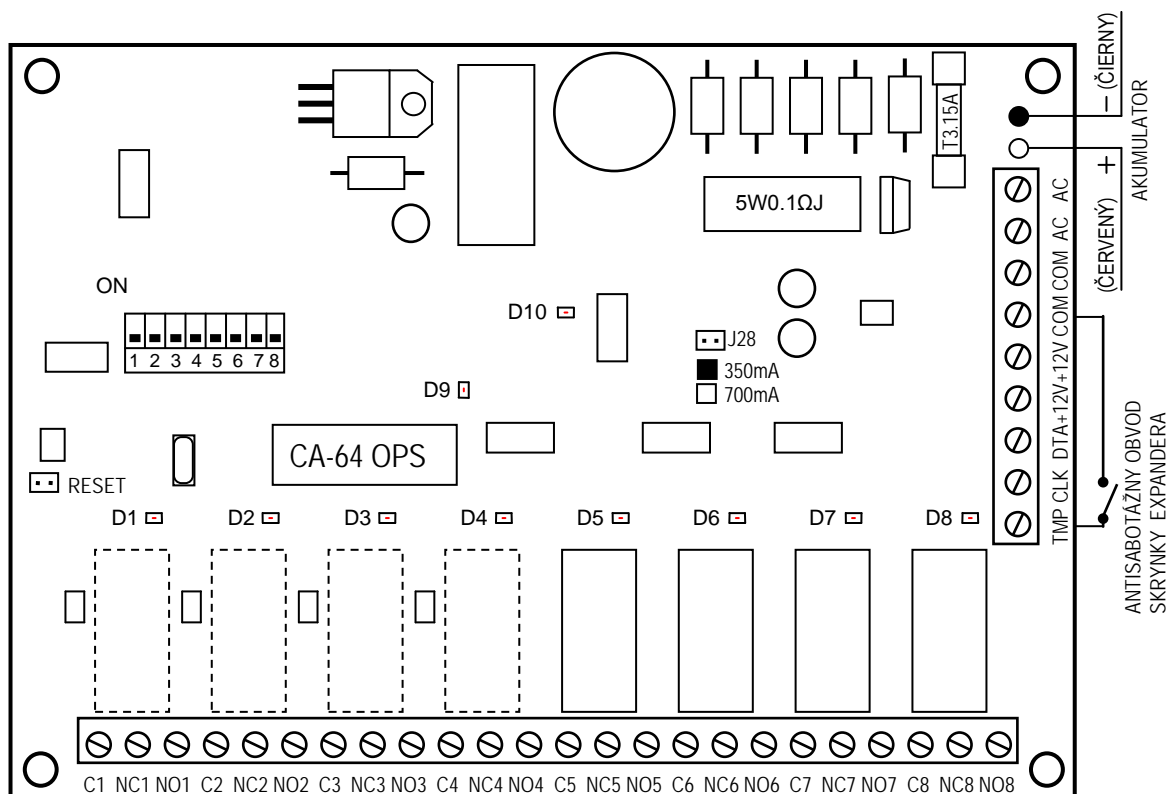 − (ČIERNY)
(ČERVENÝ) +
AKUMULATOR
T3.15A
5W0.1ΩJ
AC
AC
COM
COM
+12V
+12V
DTA
CLK
TMP
ON
1 2 3 4 5 6 7 8
D10
J28
350mA
700mA
D9
CA-64 OPS
RESET
ANTISABOTÁŽNY OBVOD
SKRYNKY EXPANDERA
D1 D2 D3 D4 D5 D6 D7 D8
C1 NC1 NO1 C2 NC2 NO2 C3 NC3 NO3 C4 NC4 NO4 C5 NC5 NO5 C6 NC6 NO6 C7 NC7 NO7 C8 NC8 NO8